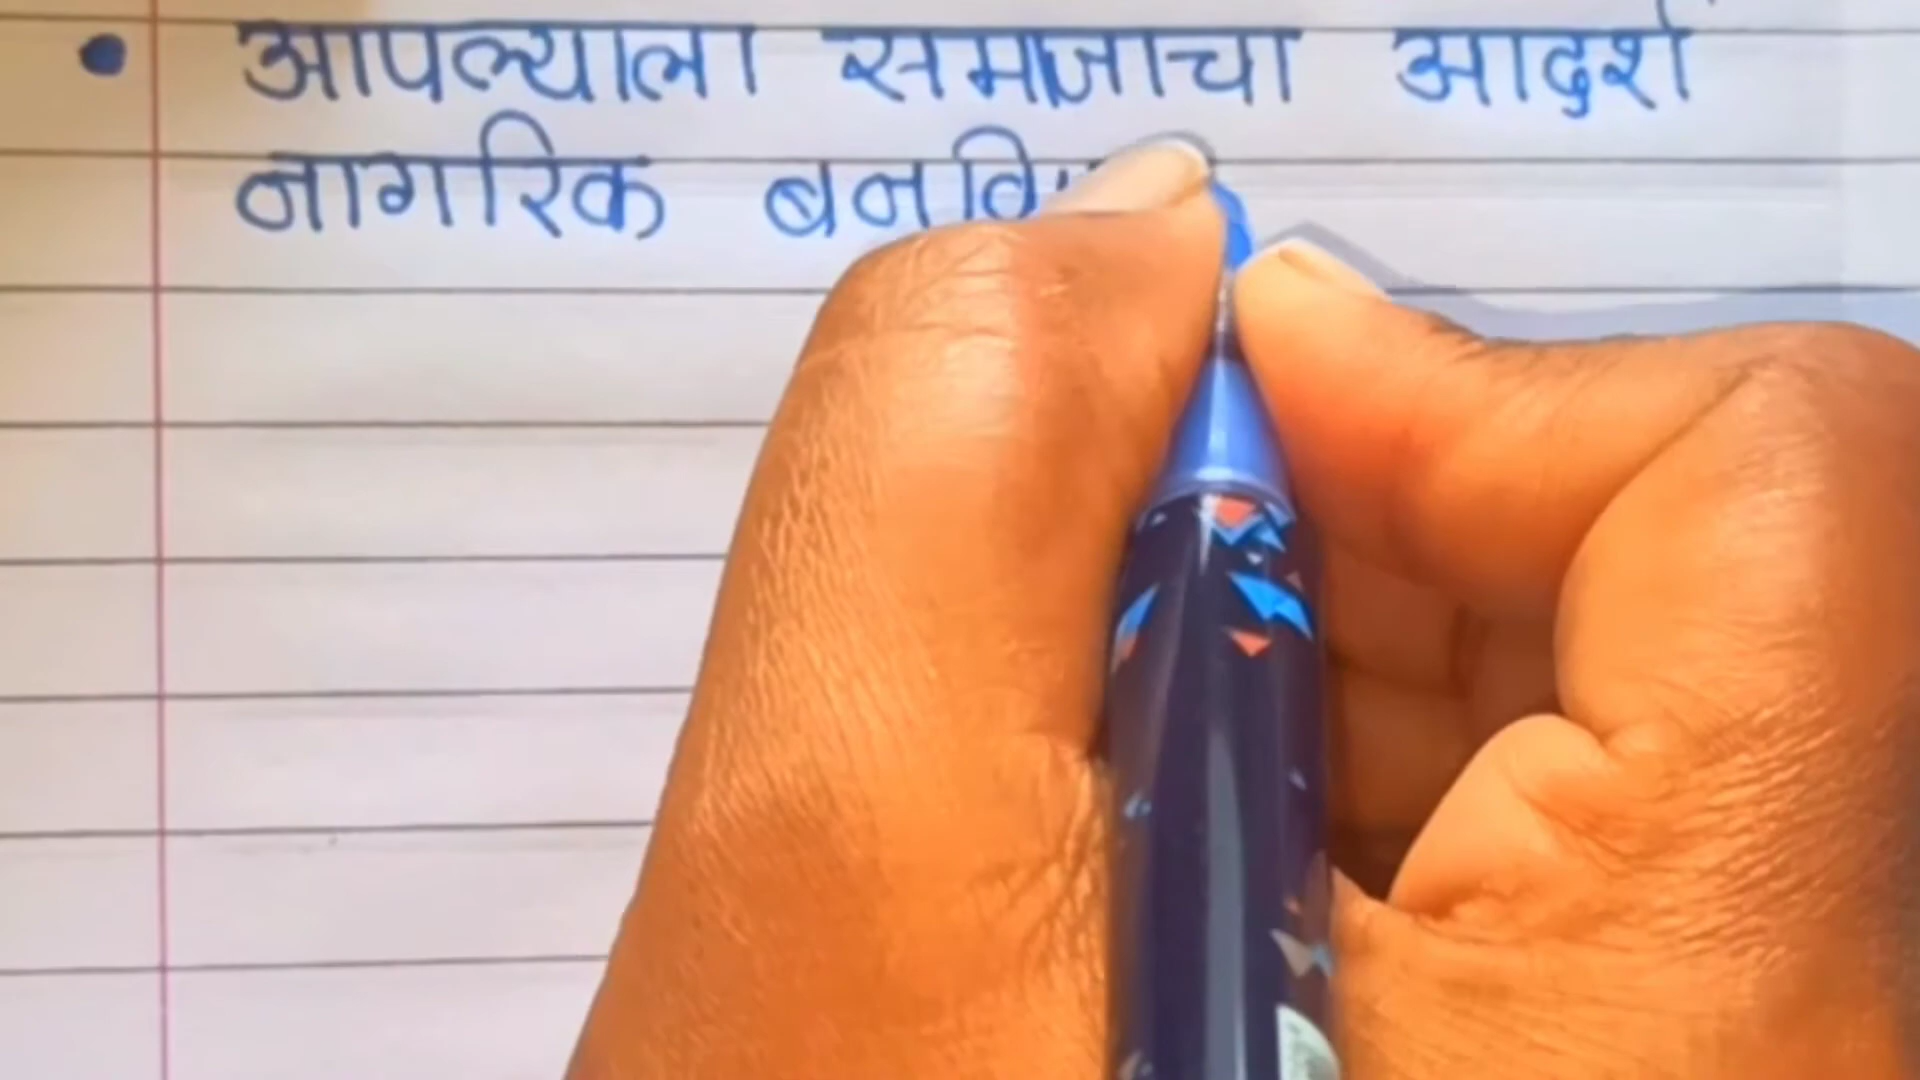 • आपल्याला समाजाचा आदर्श
नागरिक